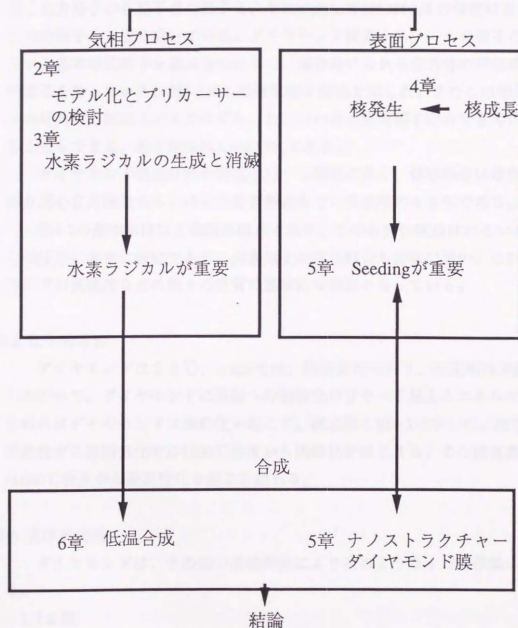 気相プロセス
2章
モデル化とプリカーサー
の検討
3章
水素ラジカルの生成と消滅
水素ラジカルが重要
表面プロセス
4章
核発生 核成長
5章 Seedingが重要
合成
6章 低温合成
5章 ナノストラクチャー
ダイヤモンド膜
結論